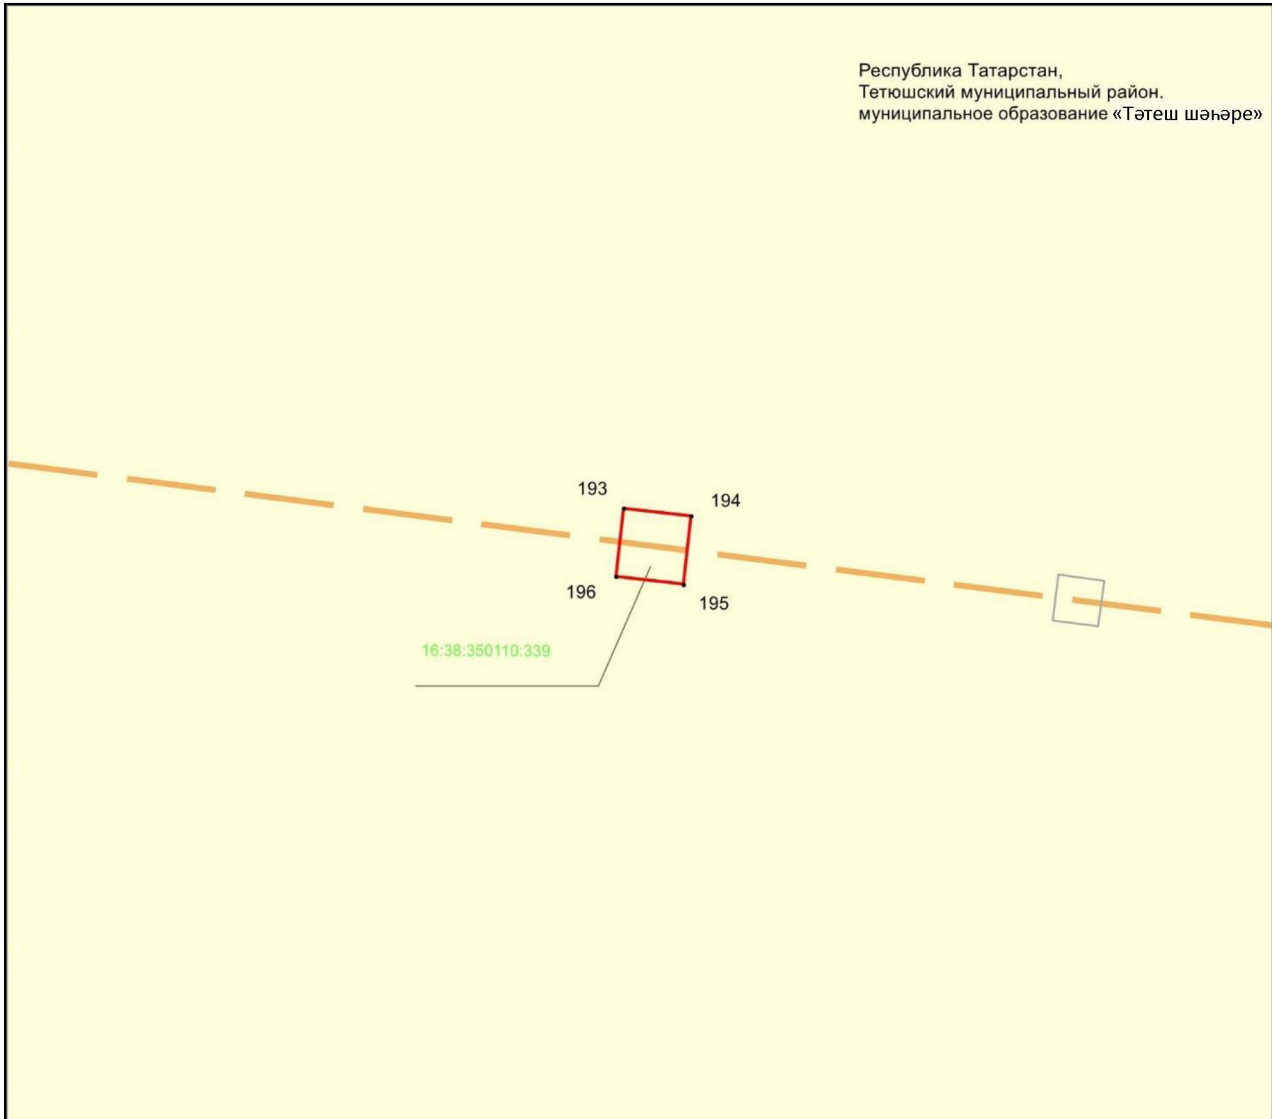 Республика Татарстан,
Тетюшский муниципальный район.
муниципальное образование «Тәтеш шәһәре»
193
194
196
195
16:38:350110:339